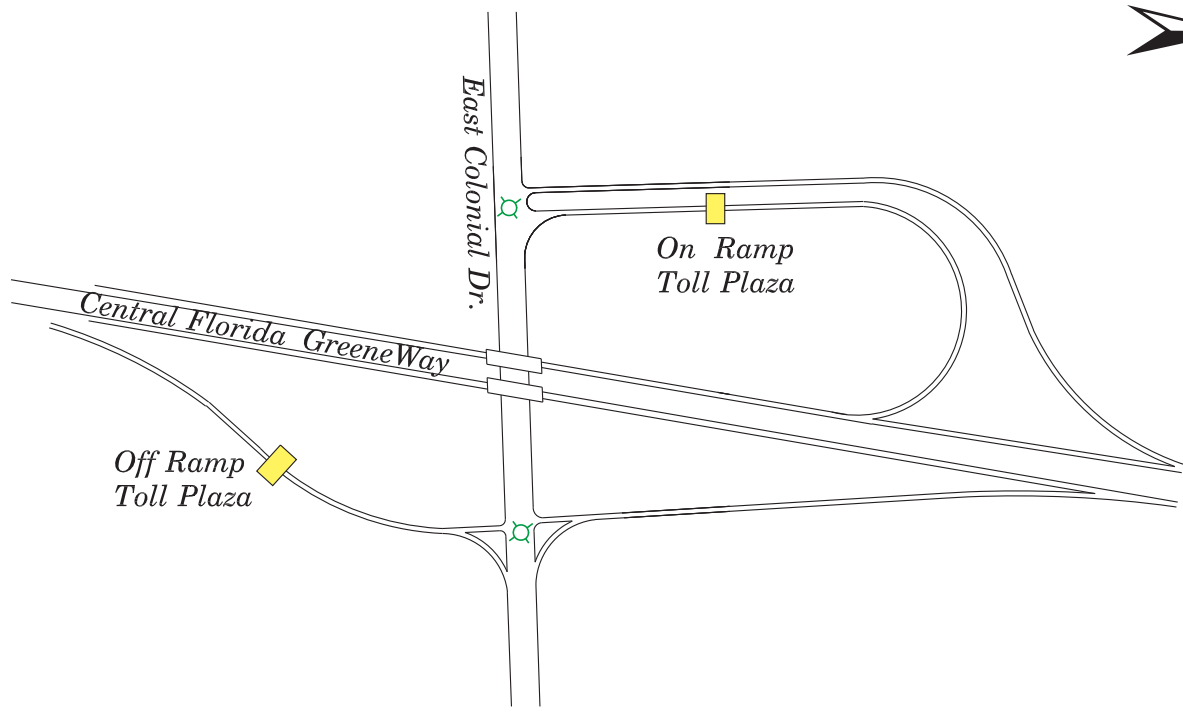 East Colonial Dr.
On Ramp
Toll Plaza
Central Florida GreeneWay
Off Ramp
Toll Plaza